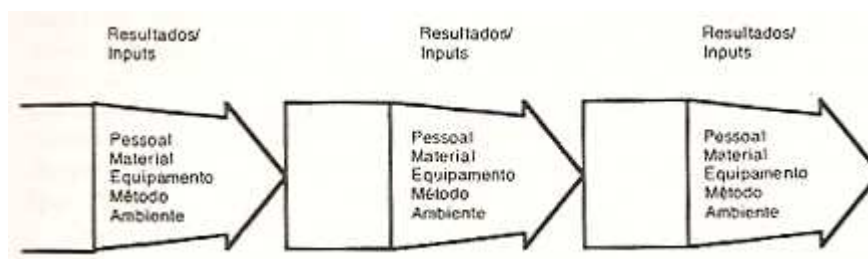 Resultados/
Inputs
Resultados/
Inputs
Resultados/
Inputs
Pessoal
Material
Equipamento
Método
Ambiente
Pessoal
Material
Equipamento
Método
Ambiente
Pessoal
Material
Equipamento
Método
Ambiente